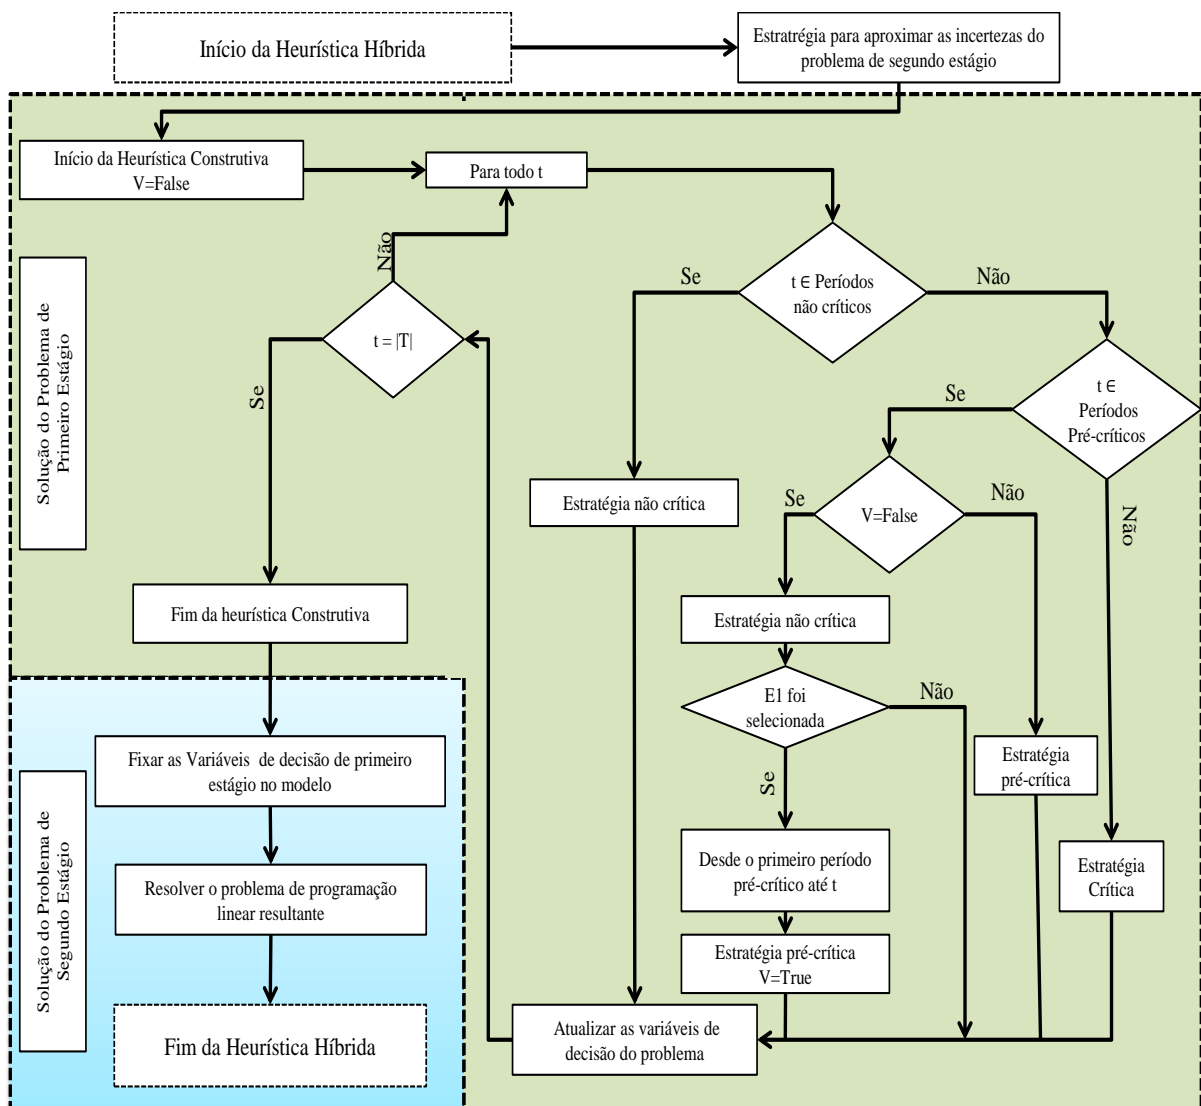 Início da Heurística Híbrida
Estratrégia para aproximar as incertezas do
problema de segundo estágio
Início da Heurística Construtiva
V=False
Para todo t
Não
t ∈ Períodos
não críticos
Se
Não
t = |T|
Se
Solução do Problema de
Primeiro Estágio
t ∈
Períodos
Pré-críticos
Se
Não
V=False
Se
Não
Estratégia não crítica
Estratégia não crítica
Fim da heurística Construtiva
E1 foi
selecionada
Não
Se
Estratégia
pré-crítica
Fixar as Variáveis de decisão de primeiro
estágio no modelo
Desde o primeiro período
pré-crítico até t
Estratégia
Crítica
Solução do Problema de
Segundo Estágio
Resolver o problema de programação
linear resultante
Estratégia pré-crítica
V=True
Fim da Heurística Híbrida
Atualizar as variáveis de
decisão do problema